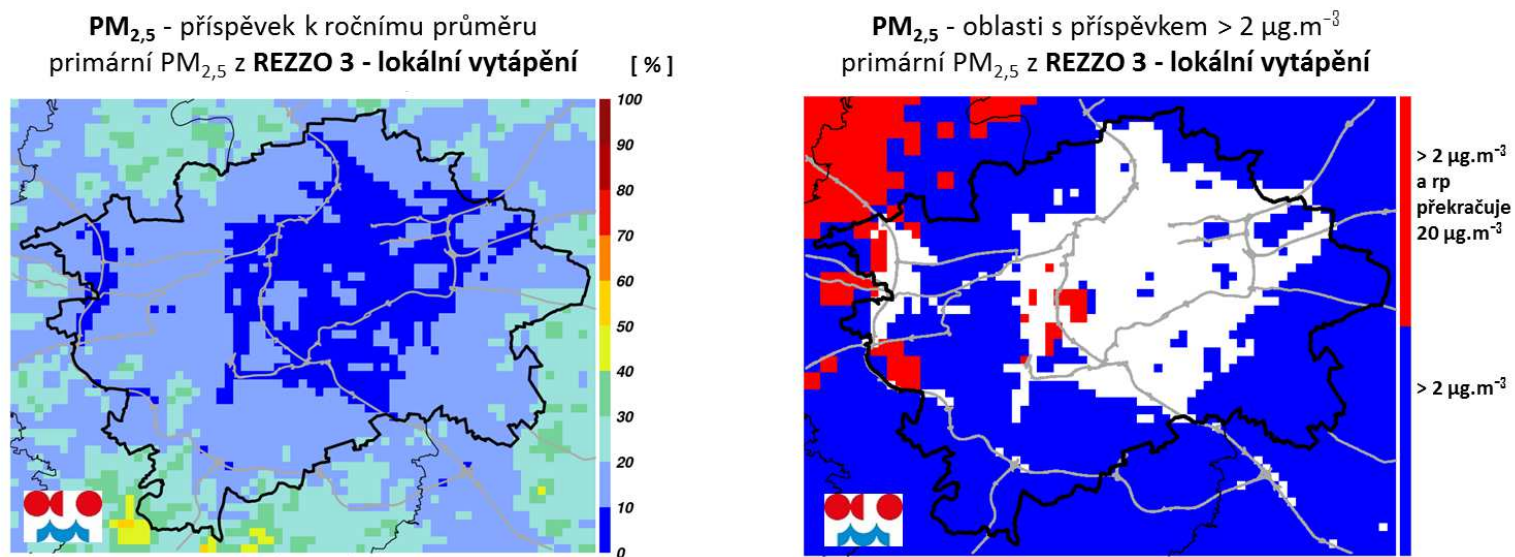 PM2,5 - příspěvek k ročnímu průměru
primární PM2,5 z REZZO 3 - lokální vytápění [ % ]
100
90
80
70
60
50
40
30
20
10
0
PM2,5 - oblasti s příspěvkem > 2 µg.m⁻³
primární PM2,5 z REZZO 3 - lokální vytápění
> 2 µg.m⁻³
a rp
překračuje
20 µg.m⁻³
> 2 µg.m⁻³